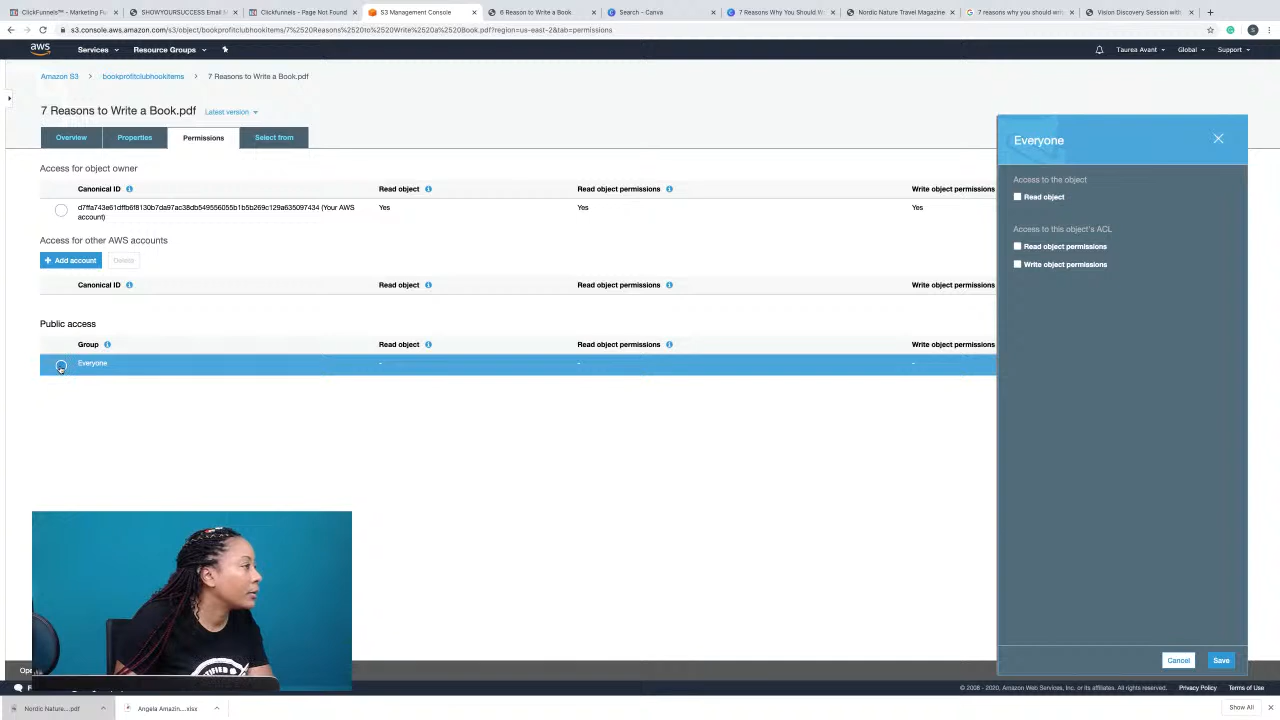 ClickFunnels™ - Marketing Fu
SHOWYOURSUCCESS Email M
ClickFunnels - Page Not Found
S3 Management Console
6 Reason to Write a Book
Search - Canva
7 Reasons Why You Should W
Nordic Nature Travel Magazine
7 reasons why you should writ
Vision Discovery Session with
s3.console.aws.amazon.com/s3/object/bookprofitclubhookitems/7%2520Reasons%2520to%2520Write%2520a%2520Book.pdf?region=us-east-2&tab=permissions
aws
Services
Resource Groups
Taurea Avant
Global
Support
Amazon S3
bookprofitclubhookitems
7 Reasons to Write a Book.pdf
7 Reasons to Write a Book.pdf
Latest version
Overview
Properties
Permissions
Select from
Access for object owner
Canonical ID
Read object
Read object permissions
Write object permissions
d7ffa743e61dffb6f8130b7da97ac38db549556055b1b5b269c129a635097434 (Your AWS
account)
Yes
Yes
Yes
Access for other AWS accounts
+ Add account
Delete
Canonical ID
Read object
Read object permissions
Write object permissions
Public access
Group
Read object
Read object permissions
Write object permissions
Everyone
-
-
-
Everyone
Access to the object
Read object
Access to this object's ACL
Read object permissions
Write object permissions
Cancel
Save
© 2008 - 2020, Amazon Web Services, Inc. or its affiliates. All rights reserved.
Privacy Policy
Terms of Use
Nordic Nature....pdf
Angela Amazin....xlsx
Show All